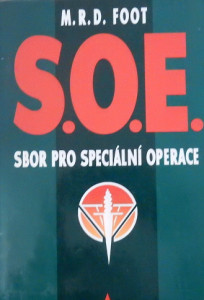 M.R.D. FOOT
S.O.E.
SBOR PRO SPECIÁLNÍ OPERACE